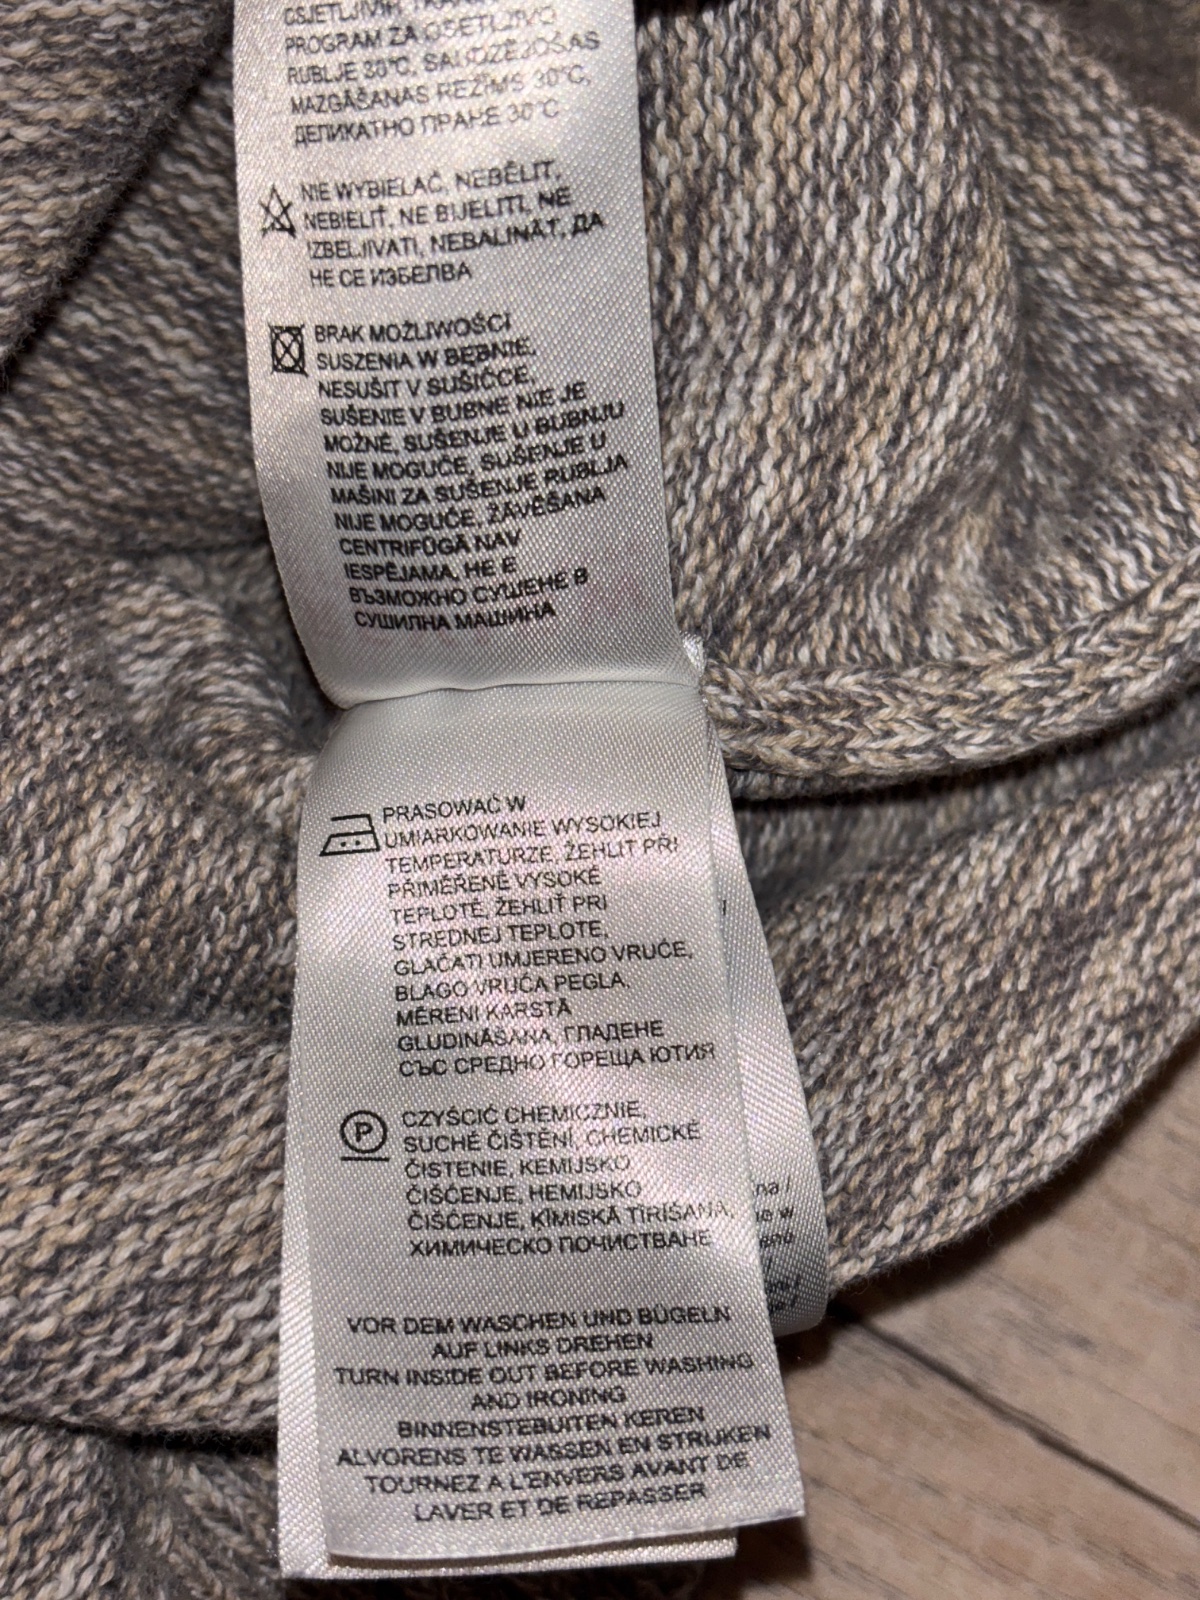 OSJETLJIVIH
PROGRAM ZA OSETLJIVO
RUBLJE 30°C, SAUDZĒJOŠAS
MAZGĀŠANAS REŽĪMS 30°C,
ДЕЛИКАТНО ПРАНЕ 30°C
NIE WYBIELAĆ, NEBĚLIT,
NEBIELIŤ, NE BIJELITI, NE
IZBELJIVATI, NEBALINĀT, ДА
НЕ СЕ ИЗБЕЛВА
BRAK MOŻLIWOŚCI
SUSZENIA W BĘBNIE,
NESUŠIT V SUŠIČCE,
SUŠENIE V BUBNE NIE JE
MOŽNÉ, SUŠENJE U BUBNJU
NIJE MOGUĆE, SUŠENJE U
MAŠINI ZA SUŠENJE RUBLJA
NIJE MOGUĆE, ŽĀVĒŠANA
CENTRIFŪGĀ NAV
IESPĒJAMA, НЕ Е
ВЪЗМОЖНО СУШЕНЕ В
СУШИЛНА МАШИНА
PRASOWAĆ W
UMIARKOWANIE WYSOKIEJ
TEMPERATURZE, ŽEHLIT PŘI
PŘIMĚŘENĚ VYSOKÉ
TEPLOTĚ, ŽEHLIŤ PRI
STREDNEJ TEPLOTE,
GLAČATI UMJERENO VRUĆE,
BLAGO VRUĆA PEGLA,
MĒRENI KARSTĀ
GLUDINĀŠANA, ГЛАДЕНЕ
СЪС СРЕДНО ГОРЕЩА ЮТИЯ
P
CZYŚCIĆ CHEMICZNIE,
SUCHÉ ČIŠTĚNÍ, CHEMICKÉ
ČISTENIE, KEMIJSKO
ČIŠĆENJE, HEMIJSKO
ČIŠĆENJE, ĶĪMISKĀ TĪRĪŠANA,
ХИМИЧЕСКО ПОЧИСТВАНЕ
VOR DEM WASCHEN UND BÜGELN
AUF LINKS DREHEN
TURN INSIDE OUT BEFORE WASHING
AND IRONING
BINNENSTEBUITEN KEREN
ALVORENS TE WASSEN EN STRIJKEN
TOURNEZ A L'ENVERS AVANT DE
LAVER ET DE REPASSER